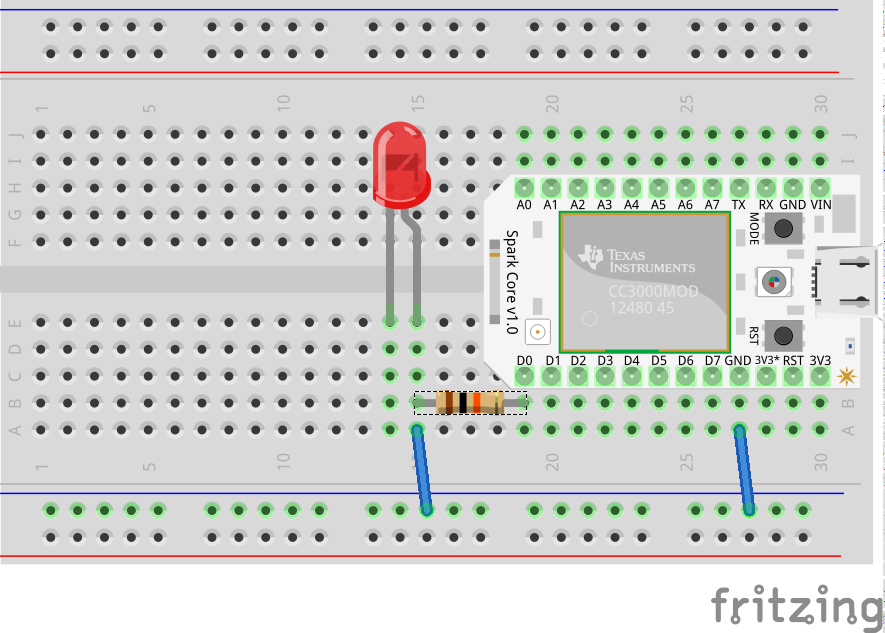 1 5 10 15 20 25 30
J J
I I
H
G
F
A0 A1 A2 A3 A4 A5 A6 A7 TX RX GND VIN
MODE
Spark Core v1.0
TEXAS
INSTRUMENTS
CC3000MOD
12480 45
RST
E
D
D0 D1 D2 D3 D4 D5 D6 D7 GND 3V3* RST 3V3
C
B B
A A
1 5 10 15 20 25 30
fritzing